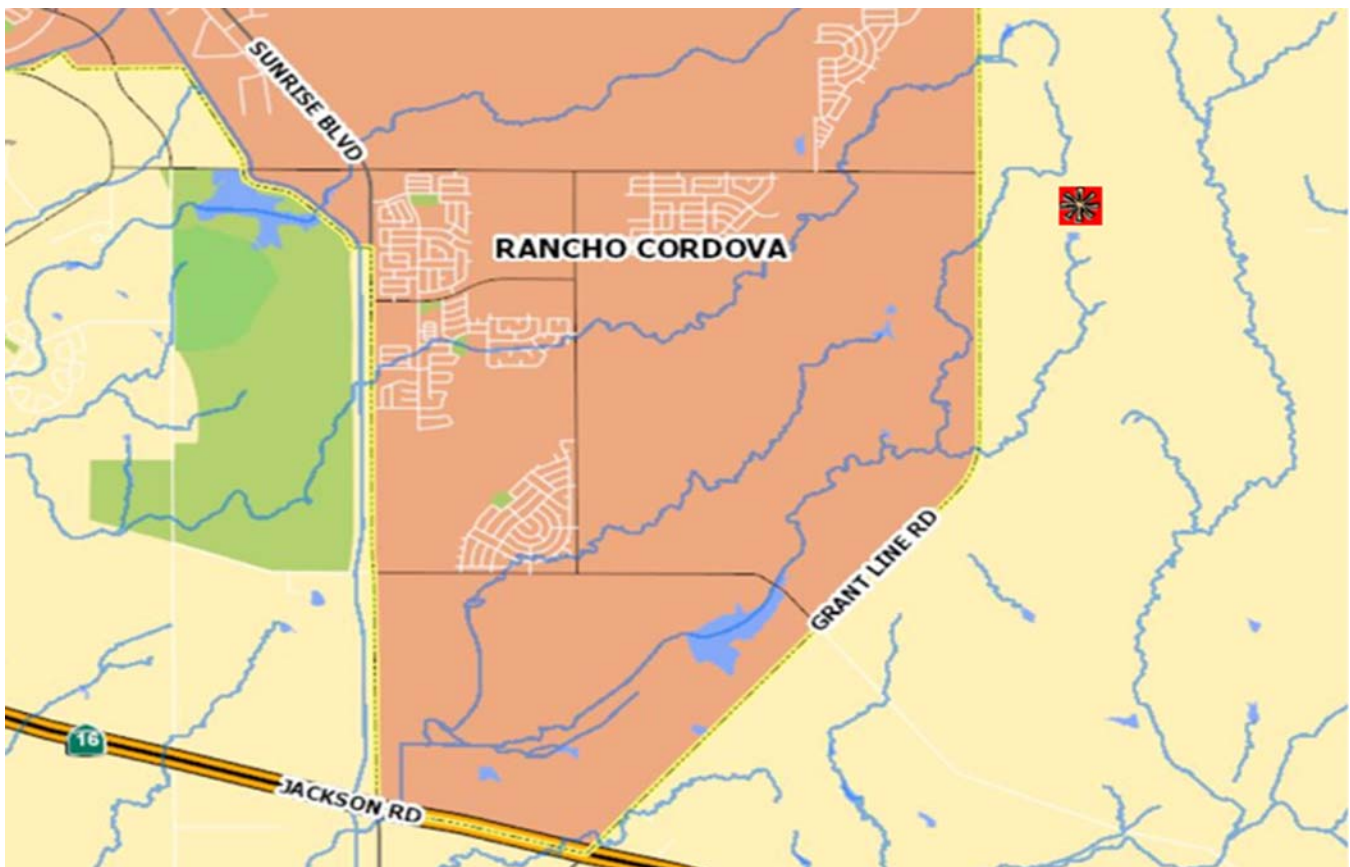 SUNRISE BLVD
RANCHO CORDOVA
GRANT LINE RD
16
JACKSON RD